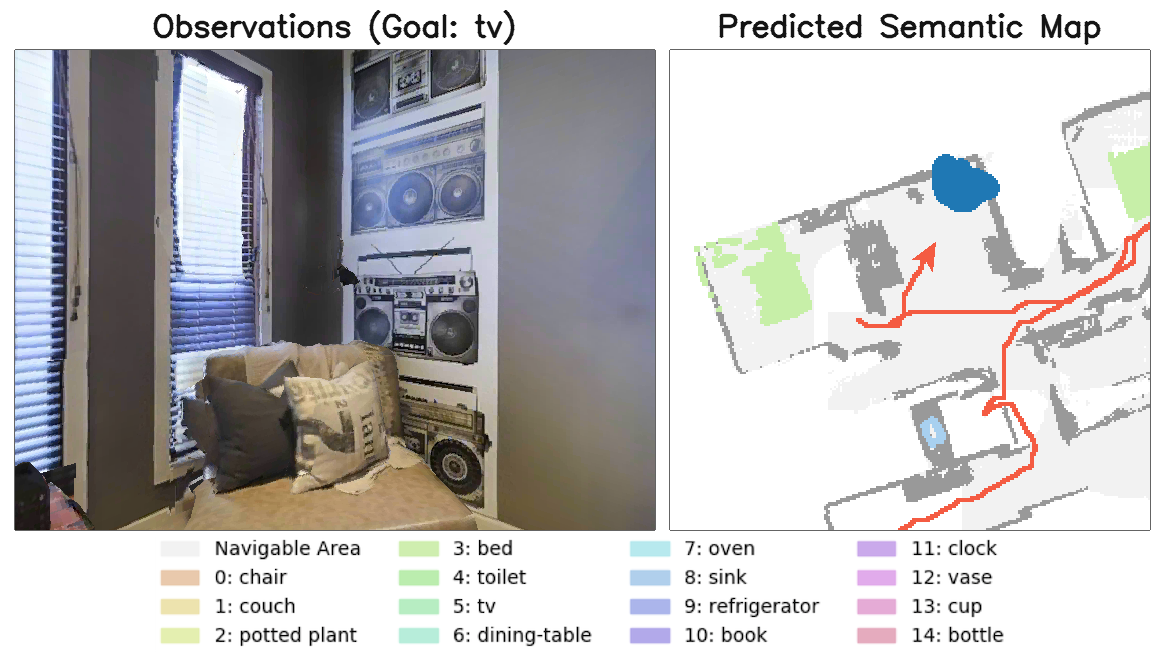 Observations (Goal: tv)
Predicted Semantic Map
Navigable Area
0: chair
1: couch
2: potted plant
3: bed
4: toilet
5: tv
6: dining-table
7: oven
8: sink
9: refrigerator
10: book
11: clock
12: vase
13: cup
14: bottle